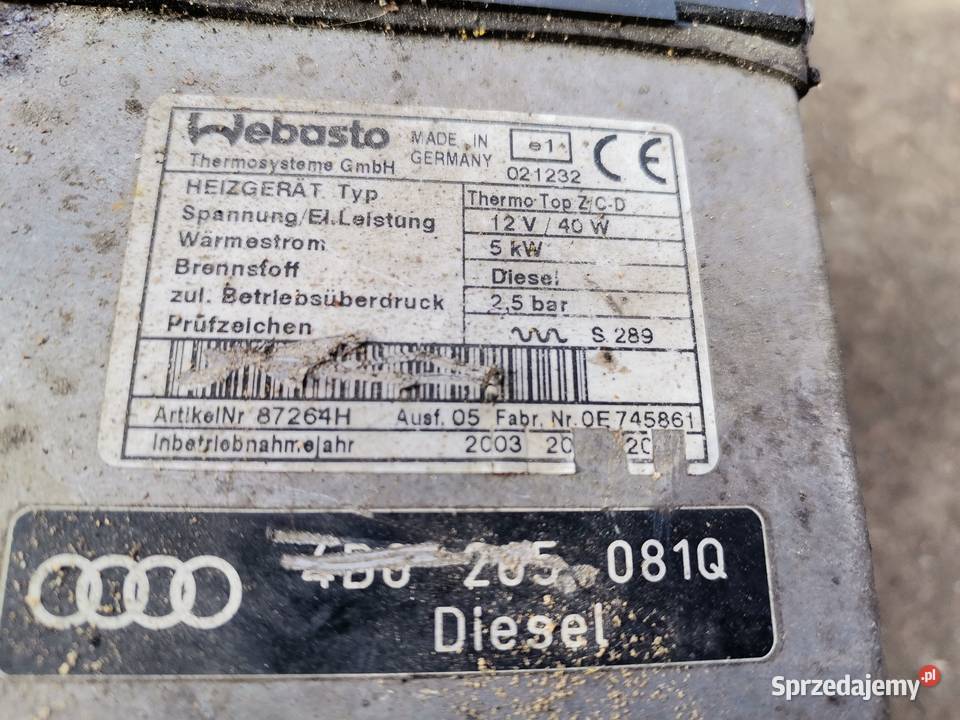 Webasto
Thermosysteme GmbH
MADE IN
GERMANY
e1
021232
CE
HEIZGERÄT Typ Thermo Top Z/C-D
Spannung/El.Leistung 12 V / 40 W
Wärmestrom 5 kW
Brennstoff Diesel
zul. Betriebsüberdruck 2,5 bar
Prüfzeichen S 289
ArtikelNr 87264H Ausf. 05 Fabr. Nr. 0E745861
Inbetriebnahmejahr 2003 20 20
081Q
Diesel
Sprzedajemy.pl